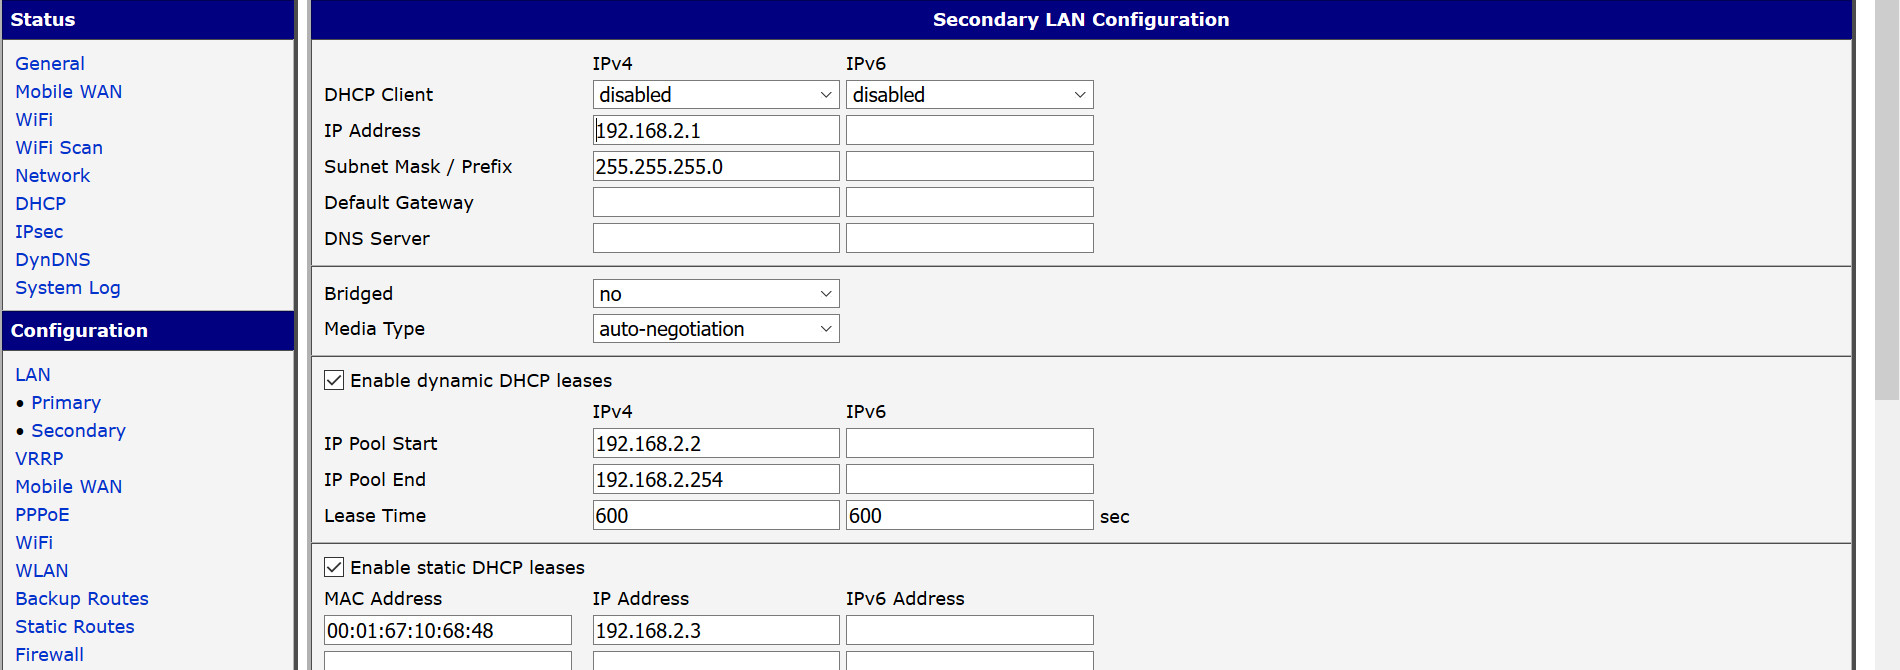 Status
General
Mobile WAN
WiFi
WiFi Scan
Network
DHCP
IPsec
DynDNS
System Log
Configuration
LAN
• Primary
• Secondary
VRRP
Mobile WAN
PPPoE
WiFi
WLAN
Backup Routes
Static Routes
Firewall
Secondary LAN Configuration
IPv4 IPv6
DHCP Client disabled disabled
IP Address 192.168.2.1
Subnet Mask / Prefix 255.255.255.0
Default Gateway
DNS Server
Bridged no
Media Type auto-negotiation
Enable dynamic DHCP leases
IPv4 IPv6
IP Pool Start 192.168.2.2
IP Pool End 192.168.2.254
Lease Time 600 600 sec
Enable static DHCP leases
MAC Address IP Address IPv6 Address
00:01:67:10:68:48 192.168.2.3